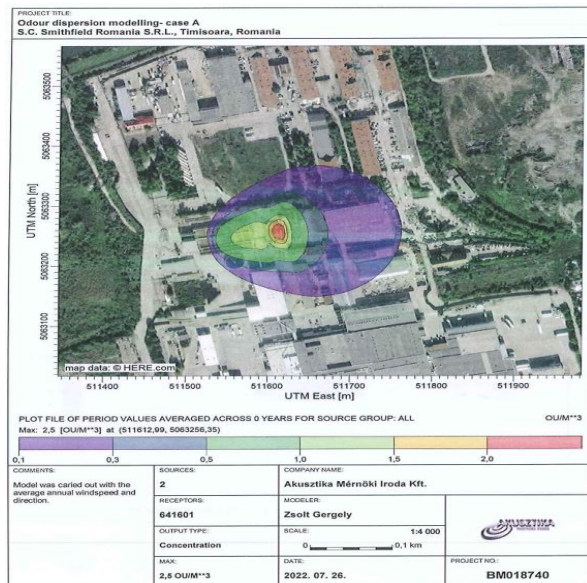 PROJECT TITLE:
Odour dispersion modelling- case A
S.C. Smithfield Romania S.R.L., Timisoara, Romania
UTM North [m]
5063500
5063400
5063300
5063200
5063100
map data: © HERE.com
511400 511500 511600 511700 511800 511900
UTM East [m]
PLOT FILE OF PERIOD VALUES AVERAGED ACROSS 0 YEARS FOR SOURCE GROUP: ALL
OU/M**3
Max: 2,5 [OU/M**3] at (511612,99, 5063256,35)
0,1 0,3 0,5 1,0 1,5 2,0
COMMENTS:
Model was caried out with the
average annual windspeed and
direction.
SOURCES:
2
COMPANY NAME:
Akusztika Mérnöki Iroda Kft.
RECEPTORS:
641601
MODELER:
Zsolt Gergely
OUTPUT TYPE:
Concentration
SCALE: 1:4 000
0 0,1 km
MAX:
2,5 OU/M**3
DATE:
2022. 07. 26.
AKUSZTIKA
PROJECT NO.:
BM018740